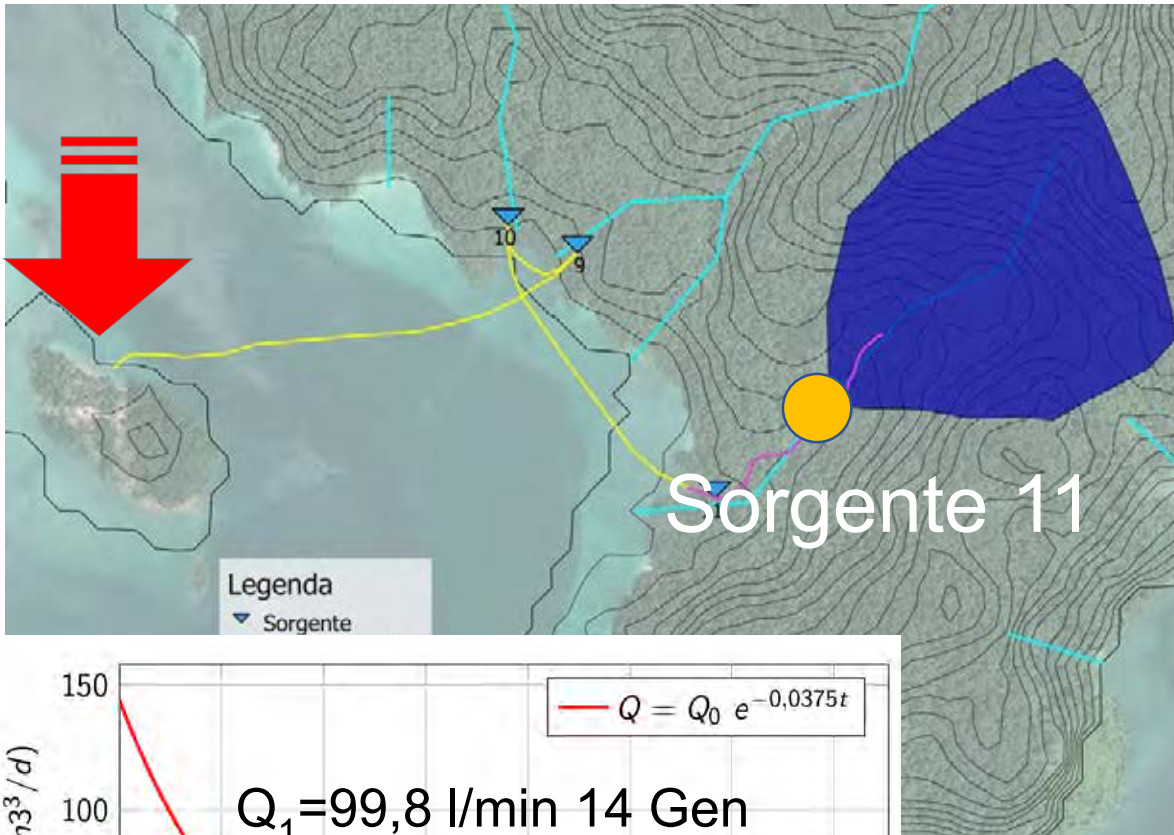 10
9
Sorgente 11
Legenda
Sorgente
150
Q = Q₀ e^{-0,0375t}
100
Q₁=99,8 l/min 14 Gen